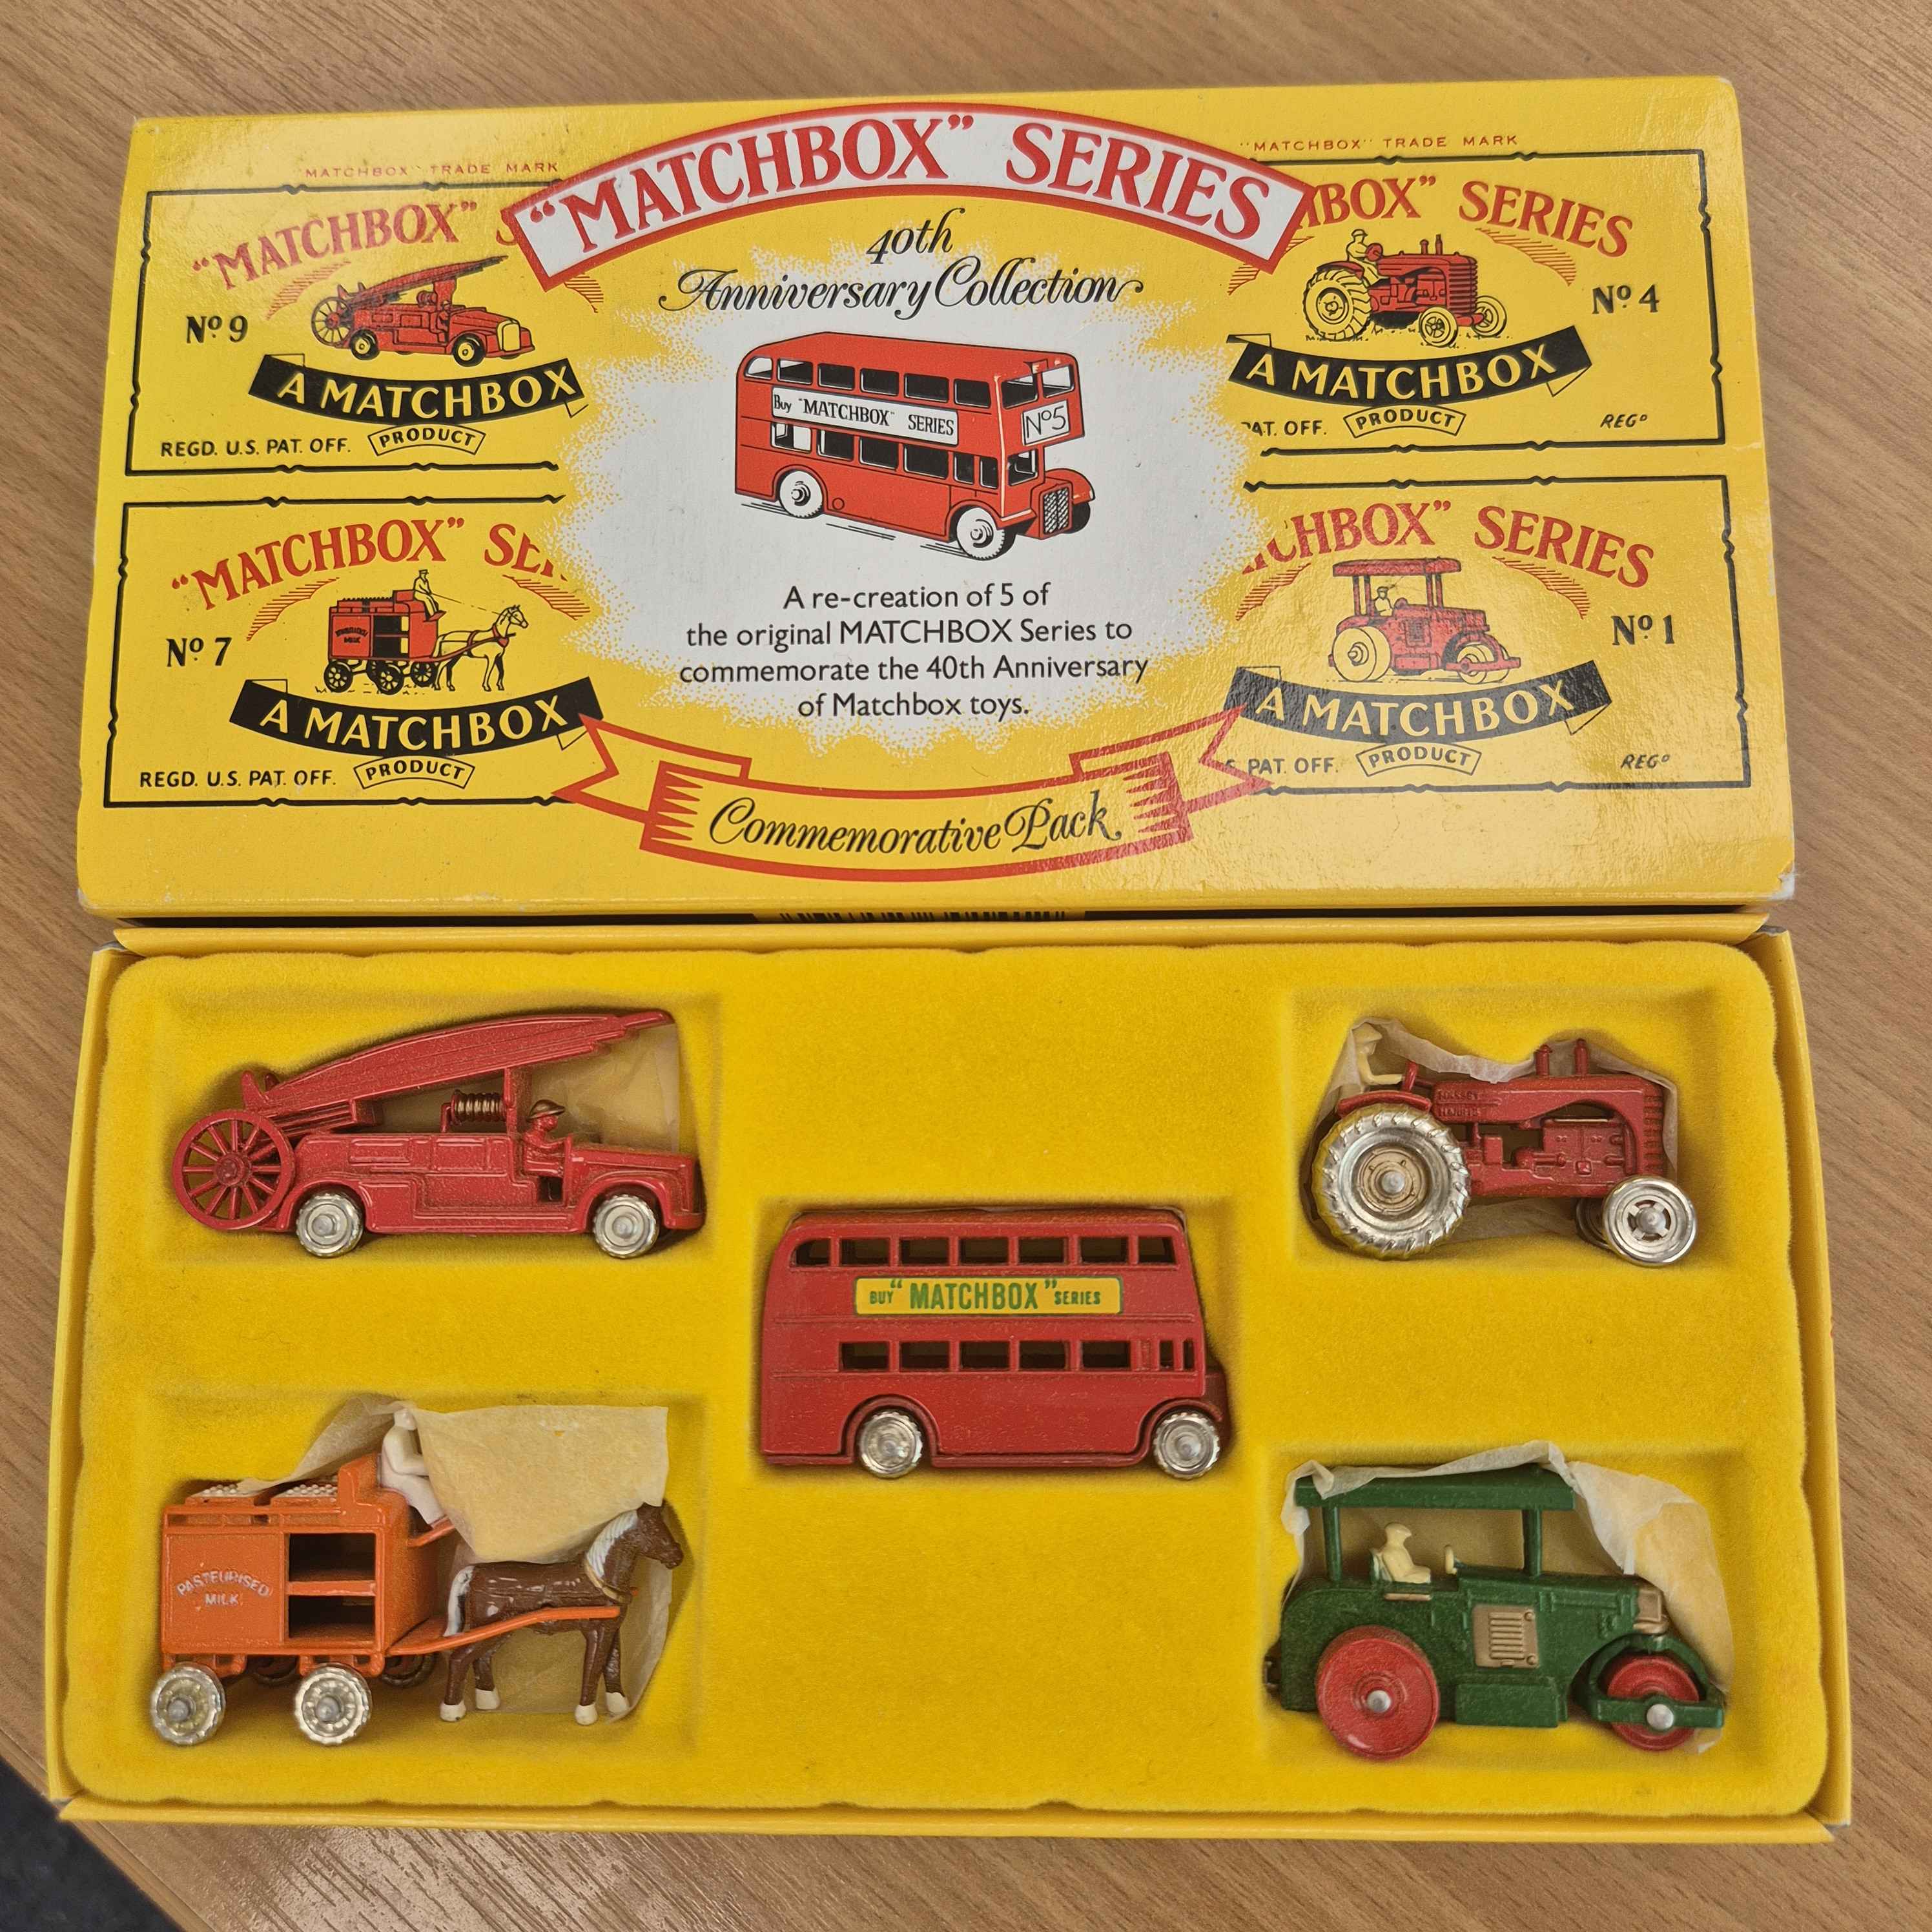 "MATCHBOX" SERIES
40th
Anniversary Collection
Buy "MATCHBOX" SERIES
Nº5
A re-creation of 5 of
the original MATCHBOX Series to
commemorate the 40th Anniversary
of Matchbox toys.
Commemorative Pack
"MATCHBOX" TRADE MARK
"MATCHBOX" S
Nº 9
A MATCHBOX
PRODUCT
REGD. U.S. PAT. OFF.
"MATCHBOX" TRADE MARK
BOX" SERIES
Nº 4
A MATCHBOX
PRODUCT
PAT. OFF.
REGᴰ
"MATCHBOX" SE
Nº 7
A MATCHBOX
PRODUCT
REGD. U.S. PAT. OFF.
CHBOX" SERIES
Nº 1
A MATCHBOX
PRODUCT
PAT. OFF.
REGᴰ
MASSEY
HARRIS
BUY "MATCHBOX" SERIES
PASTEURISED
MILK